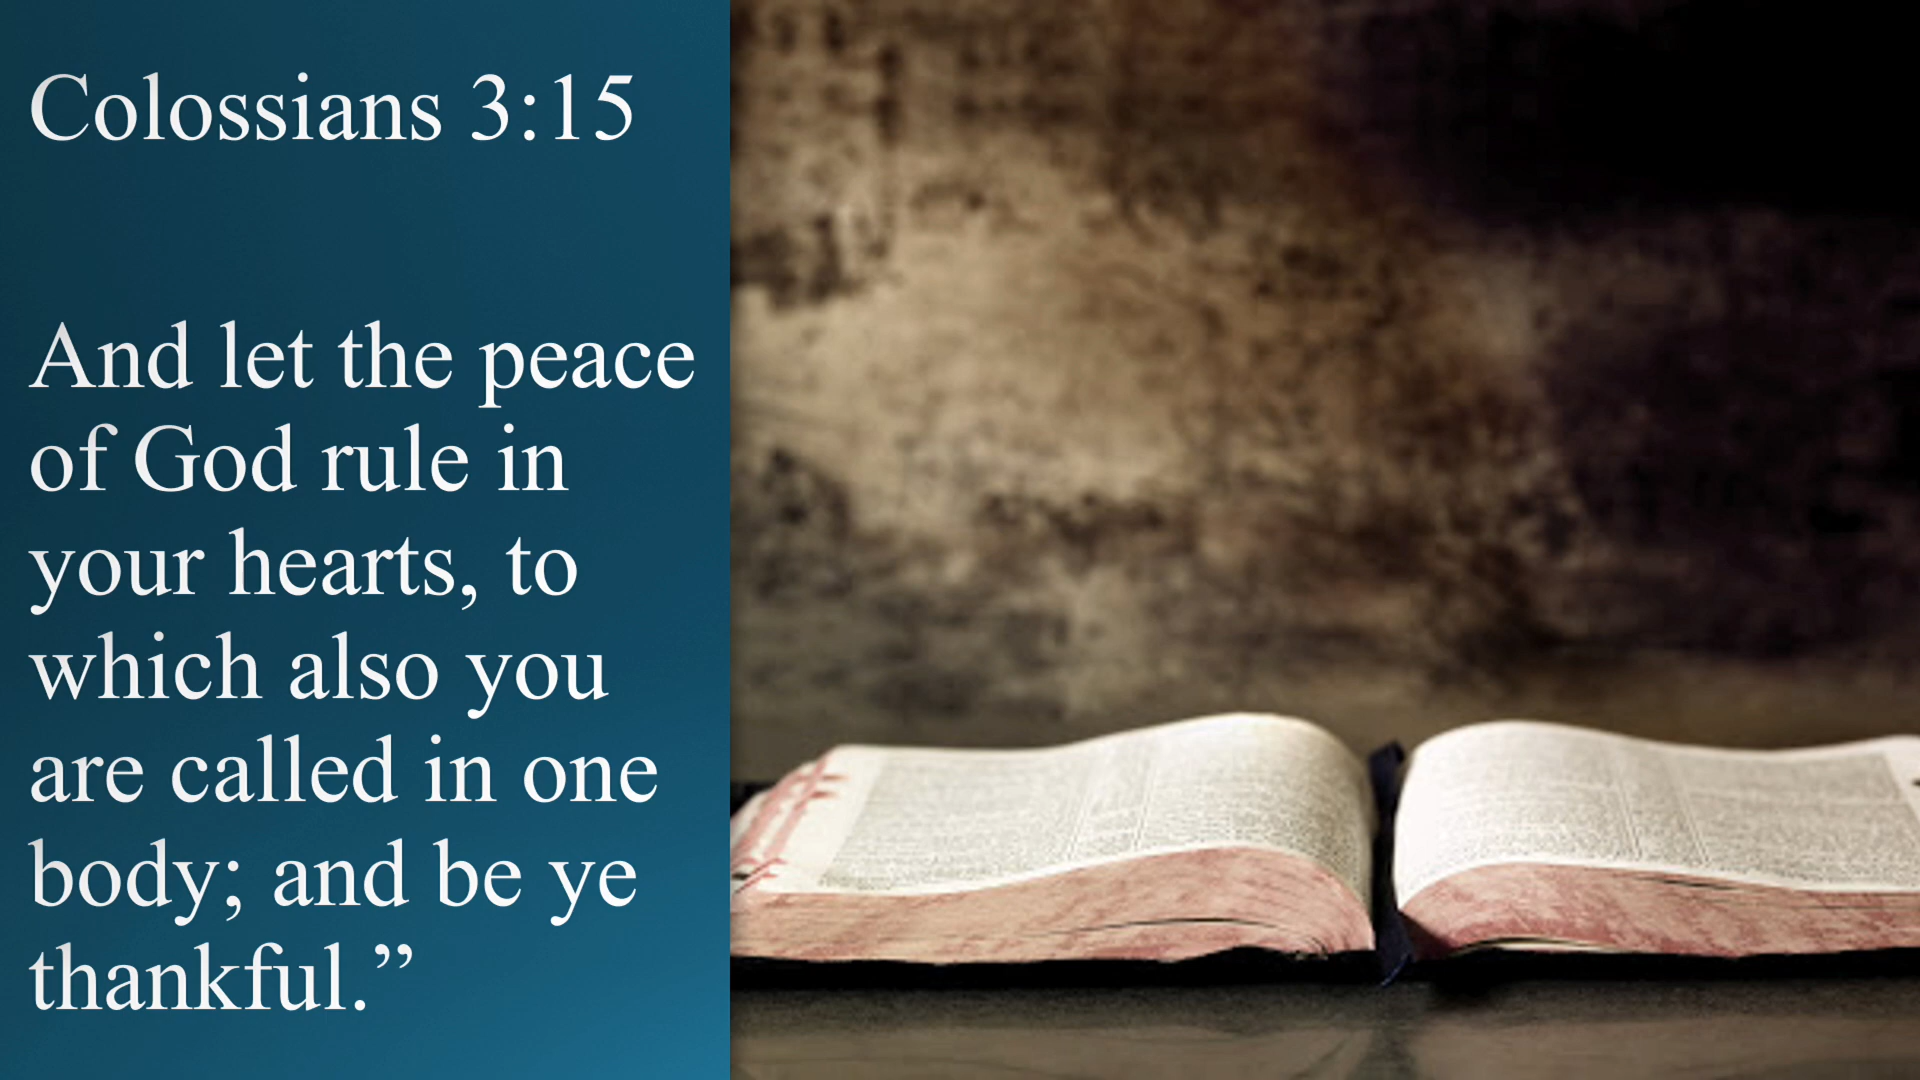 Colossians 3:15
And let the peace
of God rule in
your hearts, to
which also you
are called in one
body; and be ye
thankful.”